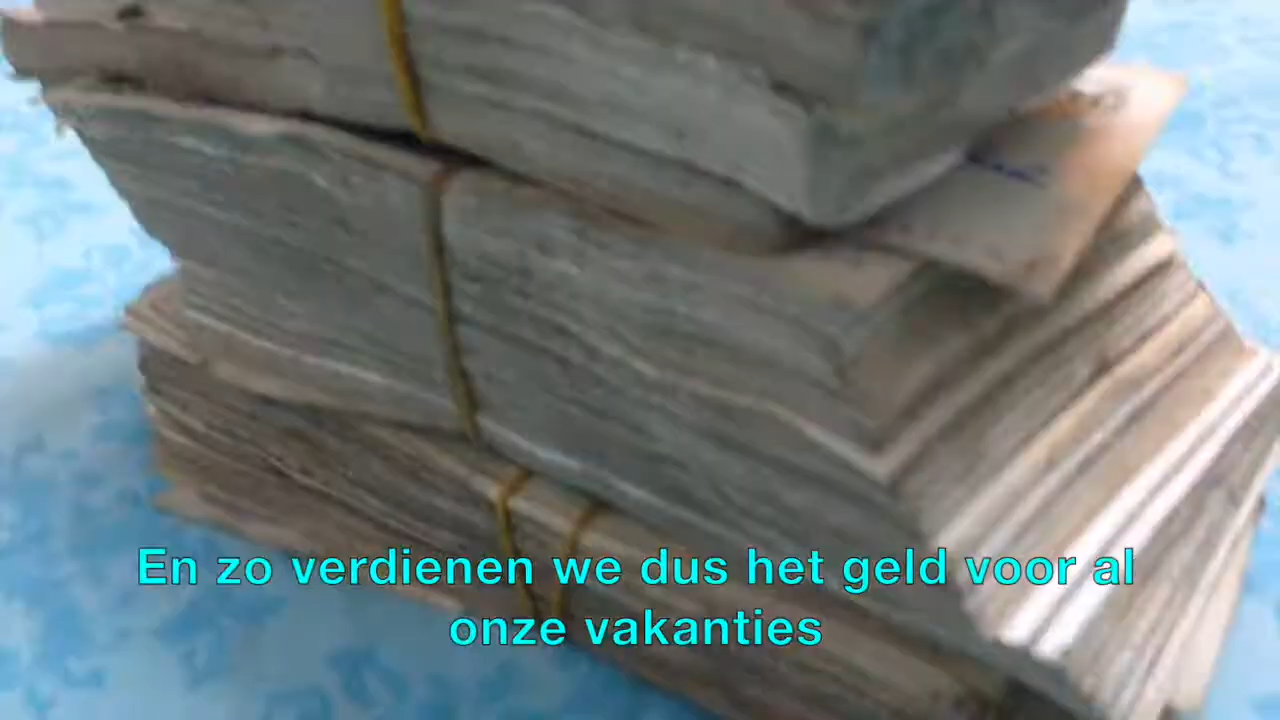 En zo verdienen we dus het geld voor al
onze vakanties